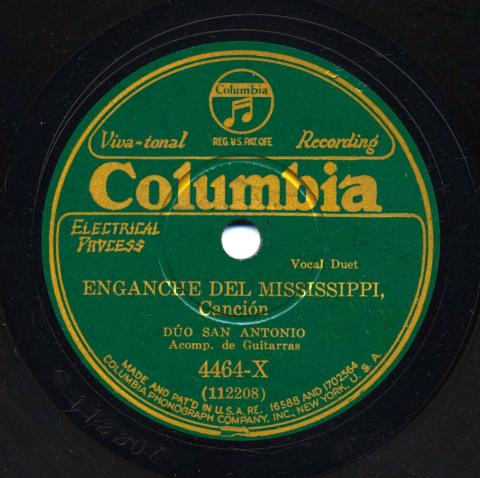 Columbia
REG. U.S. PAT. OFF.
Viva-tonal Recording
Columbia
ELECTRICAL
PROCESS
Vocal Duet
ENGANCHE DEL MISSISSIPPI,
Canción
DÚO SAN ANTONIO
Acomp. de Guitarras
4464-X
(112208)
MADE AND PAT'D IN U.S.A. RE. 16588 AND 1702564
COLUMBIA PHONOGRAPH COMPANY, INC., NEW YORK, U.S.A.